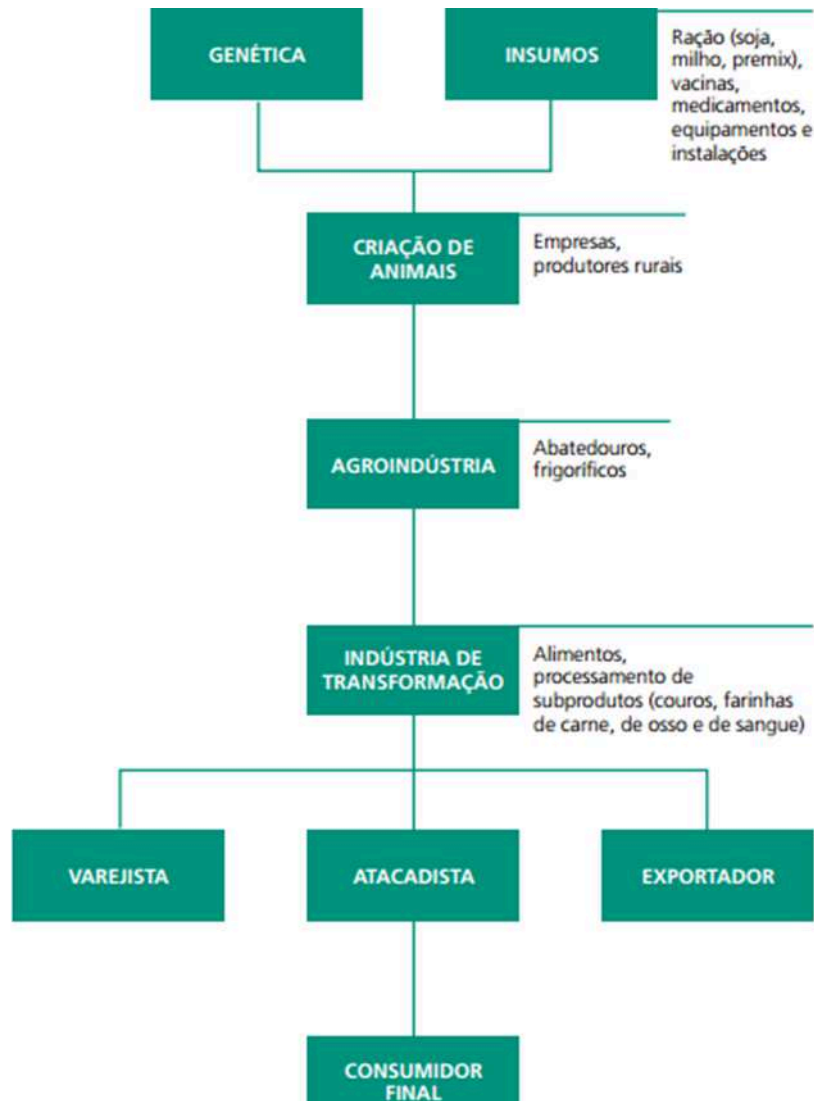 GENÉTICA
INSUMOS
Ração (soja,
milho, premix),
vacinas,
medicamentos,
equipamentos e
instalações
CRIAÇÃO DE
ANIMAIS
Empresas,
produtores rurais
AGROINDÚSTRIA
Abatedouros,
frigoríficos
INDÚSTRIA DE
TRANSFORMAÇÃO
Alimentos,
processamento de
subprodutos (couros, farinhas
de carne, de osso e de sangue)
VAREJISTA
ATACADISTA
EXPORTADOR
CONSUMIDOR
FINAL